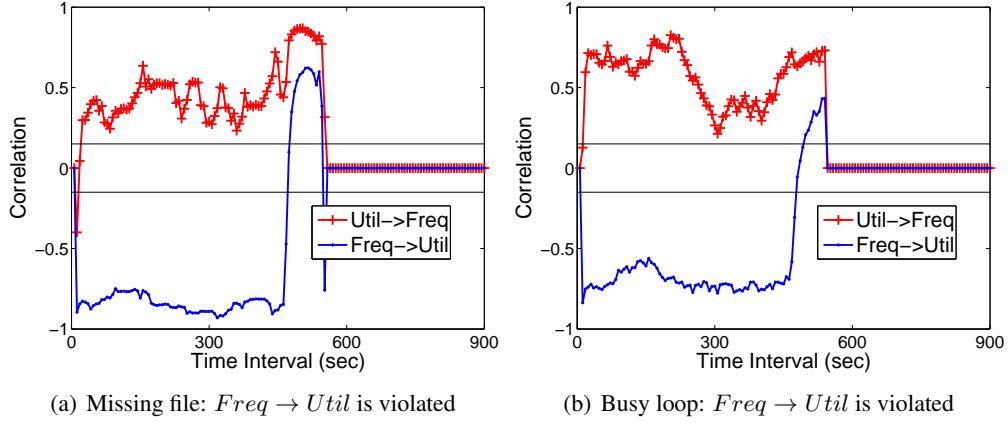 1
0.5
0
−0.5
−1
Correlation
0
300
600
900
Time Interval (sec)
Util−>Freq
Freq−>Util
(a) Missing file: Freq → Util is violated
1
0.5
0
−0.5
−1
Correlation
0
300
600
900
Time Interval (sec)
Util−>Freq
Freq−>Util
(b) Busy loop: Freq → Util is violated